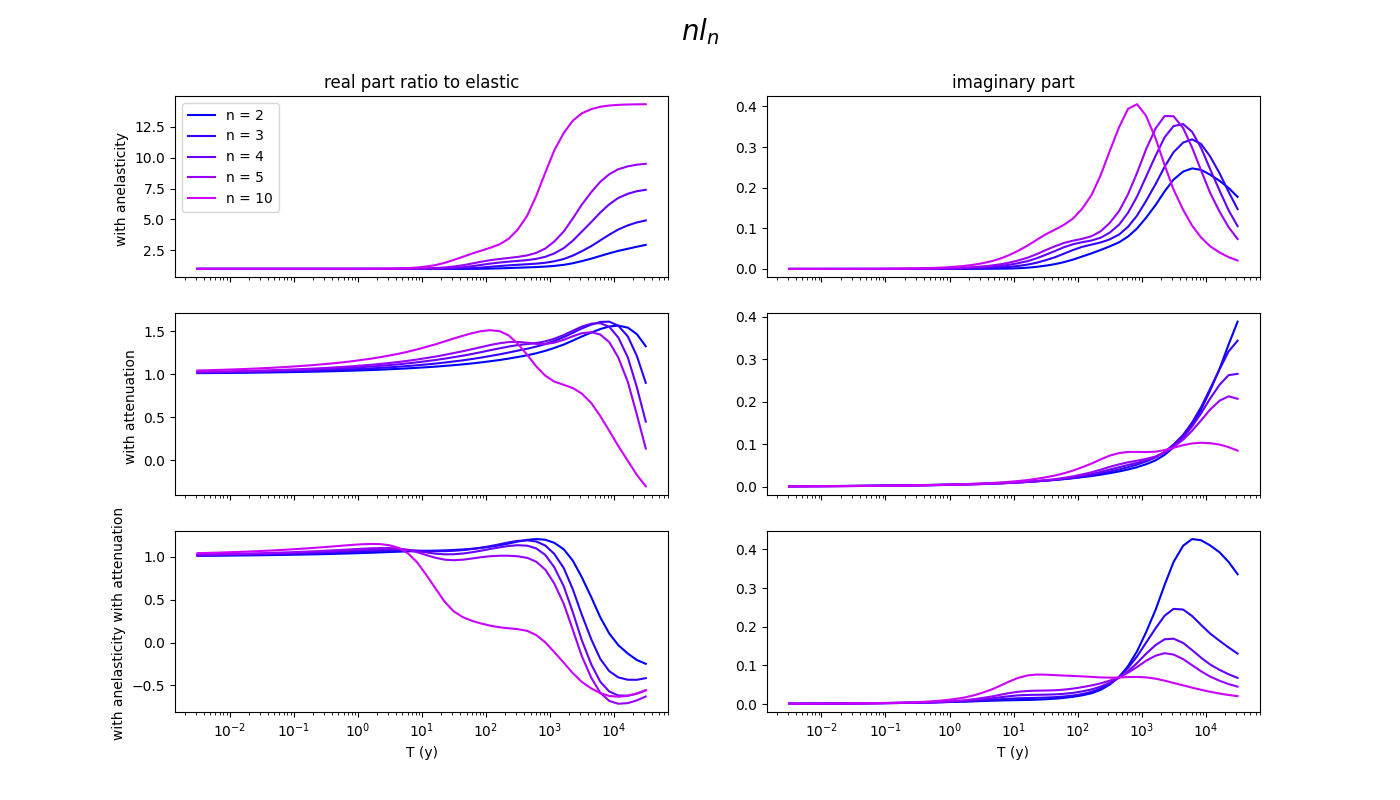 nl_n
real part ratio to elastic
imaginary part
with anelasticity
12.5
10.0
7.5
5.0
2.5
n = 2
n = 3
n = 4
n = 5
n = 10
0.4
0.3
0.2
0.1
0.0
with attenuation
1.5
1.0
0.5
0.0
0.4
0.3
0.2
0.1
0.0
with anelasticity with attenuation
1.0
0.5
0.0
−0.5
10^−2 10^−1 10^0 10^1 10^2 10^3 10^4
T (y)
0.4
0.3
0.2
0.1
0.0
10^−2 10^−1 10^0 10^1 10^2 10^3 10^4
T (y)